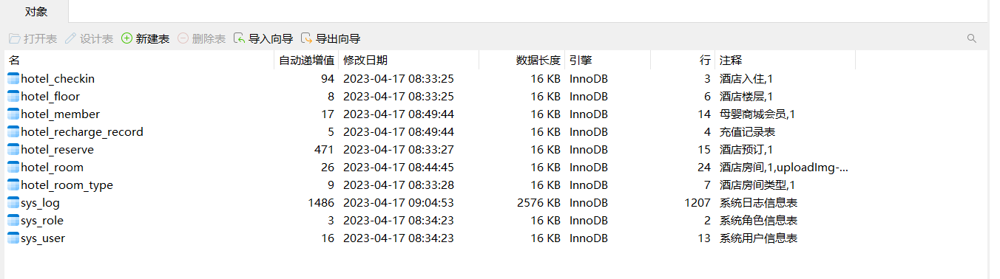 对象
打开表 设计表 新建表 删除表 导入向导 导出向导
名 自动递增值 修改日期 数据长度 引擎 行 注释
hotel_checkin 94 2023-04-17 08:33:25 16 KB InnoDB 3 酒店入住,1
hotel_floor 8 2023-04-17 08:33:25 16 KB InnoDB 6 酒店楼层,1
hotel_member 17 2023-04-17 08:49:44 16 KB InnoDB 14 母婴商城会员,1
hotel_recharge_record 5 2023-04-17 08:49:44 16 KB InnoDB 4 充值记录表
hotel_reserve 471 2023-04-17 08:33:27 16 KB InnoDB 15 酒店预订,1
hotel_room 26 2023-04-17 08:44:45 16 KB InnoDB 24 酒店房间,1,uploadImg-...
hotel_room_type 9 2023-04-17 08:33:28 16 KB InnoDB 7 酒店房间类型,1
sys_log 1486 2023-04-17 09:04:53 2576 KB InnoDB 1207 系统日志信息表
sys_role 3 2023-04-17 08:34:23 16 KB InnoDB 2 系统角色信息表
sys_user 16 2023-04-17 08:34:23 16 KB InnoDB 13 系统用户信息表